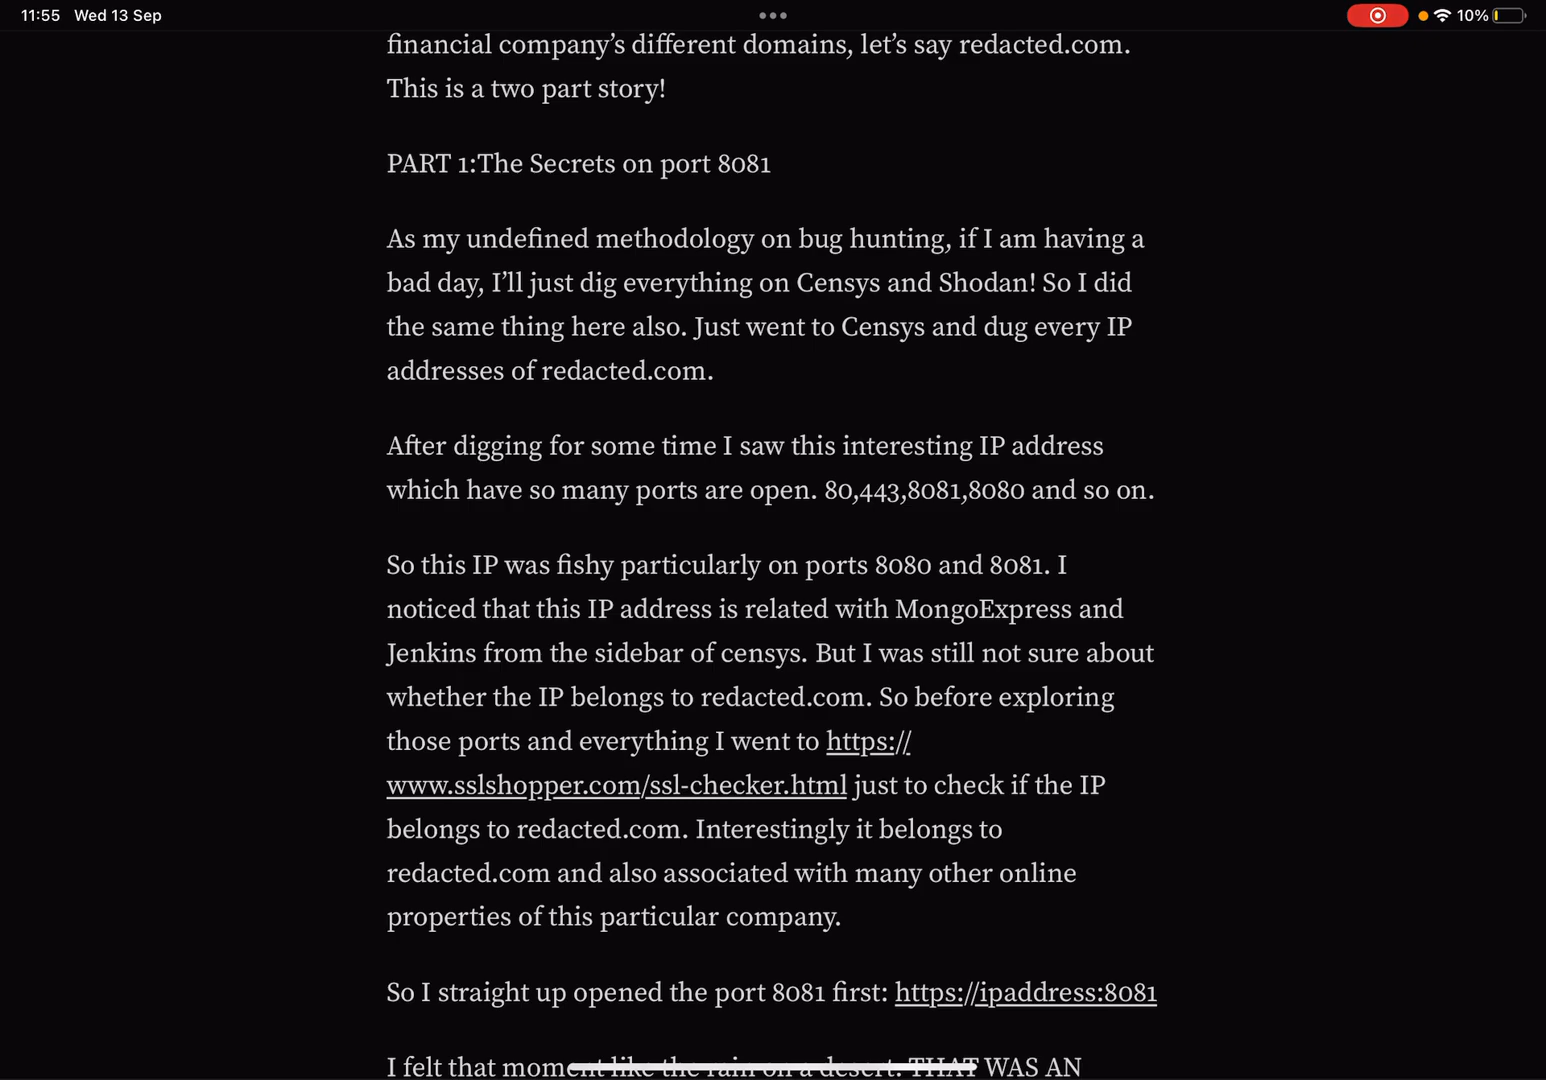 11:55 Wed 13 Sep
10%
financial company’s different domains, let’s say redacted.com.
This is a two part story!
PART 1:The Secrets on port 8081
As my undefined methodology on bug hunting, if I am having a
bad day, I’ll just dig everything on Censys and Shodan! So I did
the same thing here also. Just went to Censys and dug every IP
addresses of redacted.com.
After digging for some time I saw this interesting IP address
which have so many ports are open. 80,443,8081,8080 and so on.
So this IP was fishy particularly on ports 8080 and 8081. I
noticed that this IP address is related with MongoExpress and
Jenkins from the sidebar of censys. But I was still not sure about
whether the IP belongs to redacted.com. So before exploring
those ports and everything I went to https://
www.sslshopper.com/ssl-checker.html just to check if the IP
belongs to redacted.com. Interestingly it belongs to
redacted.com and also associated with many other online
properties of this particular company.
So I straight up opened the port 8081 first: https://ipaddress:8081
I felt that moment like the rain on a desert. THAT WAS AN